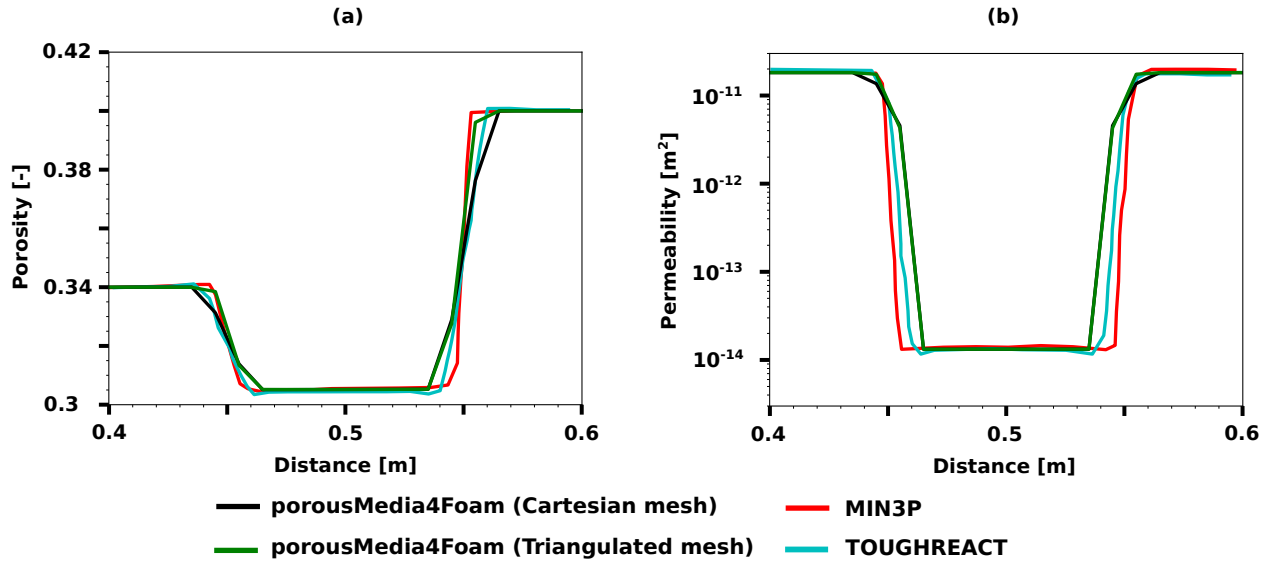 (a)
(b)
Porosity [-]
0.42
0.38
0.34
0.3
0.4
0.5
0.6
Distance [m]
Permeability [m²]
10⁻¹¹
10⁻¹²
10⁻¹³
10⁻¹⁴
0.4
0.5
0.6
Distance [m]
porousMedia4Foam (Cartesian mesh)
MIN3P
porousMedia4Foam (Triangulated mesh)
TOUGHREACT